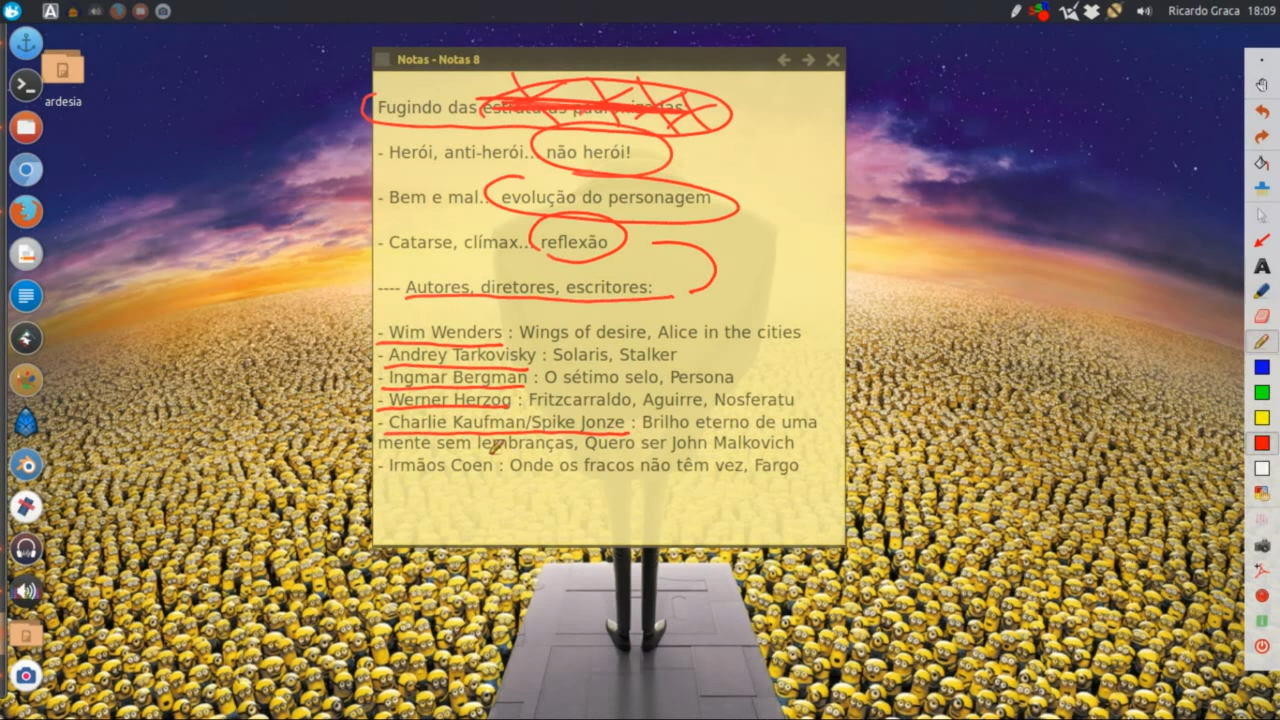 Ricardo Graca 18:09
ardesia
Notas - Notas 8
Fugindo das estruturas padronizadas
- Herói, anti-herói... não herói!
- Bem e mal... evolução do personagem
- Catarse, clímax... reflexão
---- Autores, diretores, escritores:
- Wim Wenders : Wings of desire, Alice in the cities
- Andrey Tarkovisky : Solaris, Stalker
- Ingmar Bergman : O sétimo selo, Persona
- Werner Herzog : Fritzcarraldo, Aguirre, Nosferatu
- Charlie Kaufman/Spike Jonze : Brilho eterno de uma
mente sem lembranças, Quero ser John Malkovich
- Irmãos Coen : Onde os fracos não têm vez, Fargo